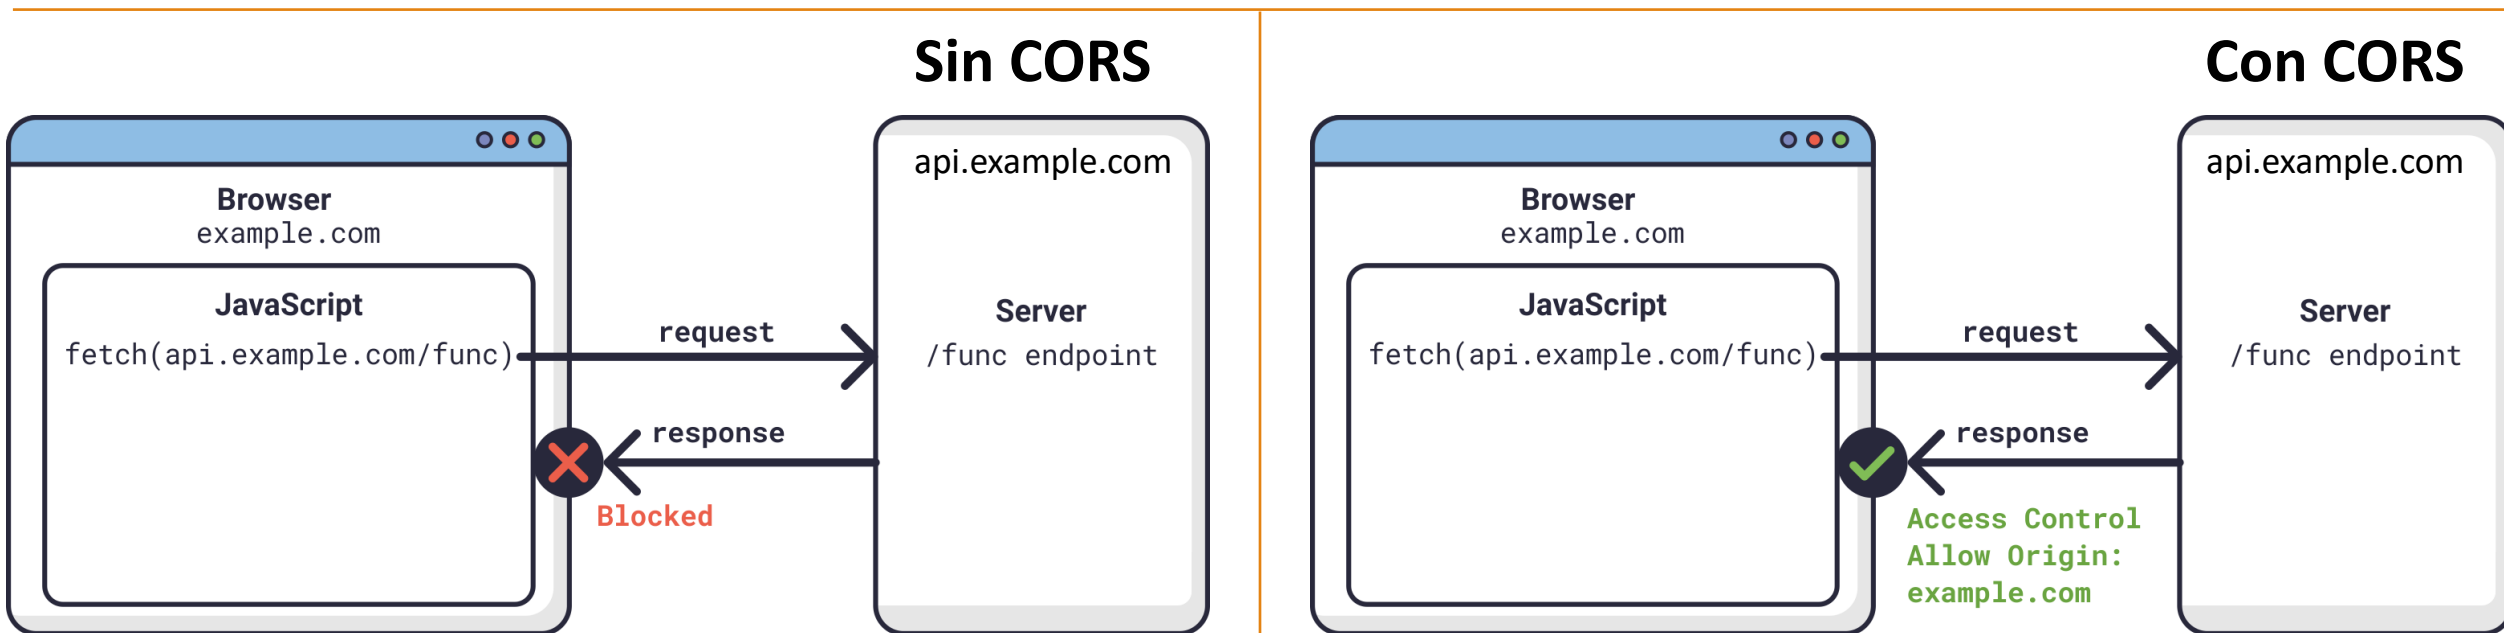 Sin CORS
Browser
example.com
JavaScript
fetch(api.example.com/func)
request
response
Blocked
api.example.com
Server
/func endpoint
Con CORS
Browser
example.com
JavaScript
fetch(api.example.com/func)
request
response
Access Control
Allow Origin:
example.com
api.example.com
Server
/func endpoint